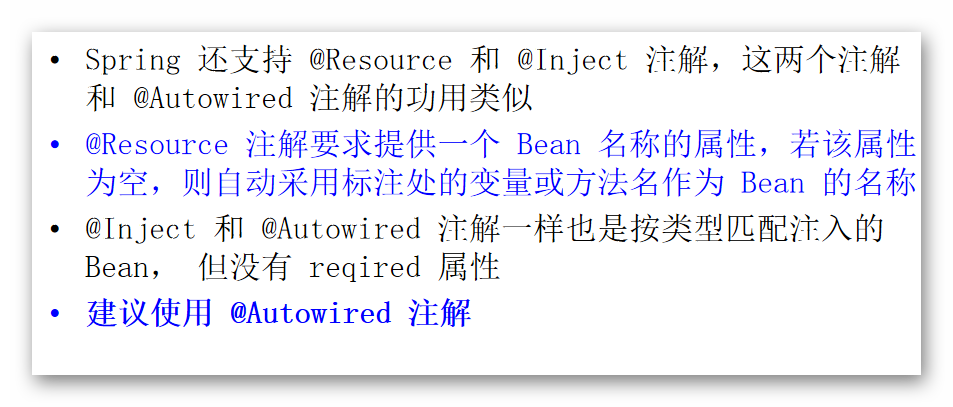 • Spring 还支持 @Resource 和 @Inject 注解，这两个注解
和 @Autowired 注解的功用类似
• @Resource 注解要求提供一个 Bean 名称的属性，若该属性
为空，则自动采用标注处的变量或方法名作为 Bean 的名称
• @Inject 和 @Autowired 注解一样也是按类型匹配注入的
Bean， 但没有 reqired 属性
• 建议使用 @Autowired 注解